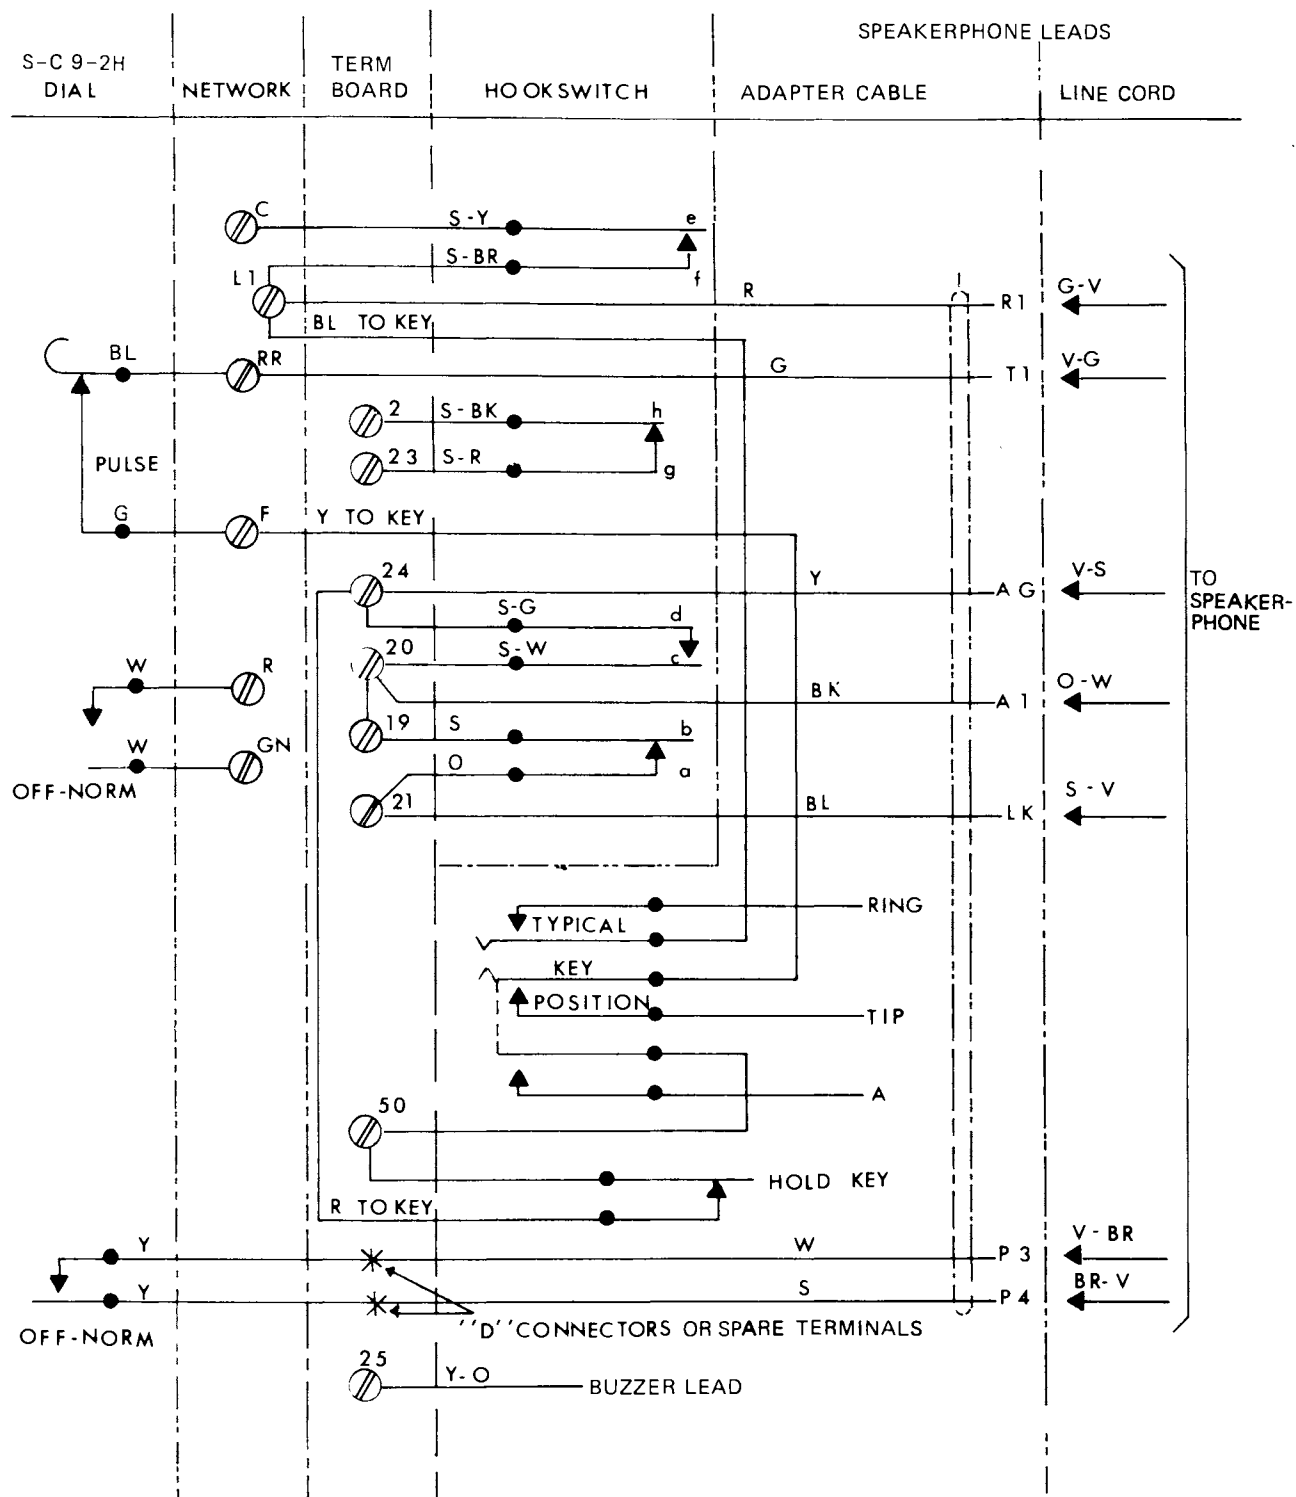 SPEAKERPHONE LEADS
S-C 9-2H
DIAL
NETWORK
TERM
BOARD
HOOKSWITCH
ADAPTER CABLE
LINE CORD
C
S-Y
e
S-BR
f
L1
R
R1
G-V
BL TO KEY
BL
RR
G
T1
V-G
2
S-BK
h
PULSE
23
S-R
g
G
F
Y TO KEY
24
Y
AG
V-S
TO
SPEAKER-
PHONE
S-G
d
20
S-W
c
W
R
BK
A1
O-W
19
S
b
W
GN
O
a
OFF-NORM
21
BL
LK
S-V
RING
TYPICAL
KEY
POSITION
TIP
A
50
HOLD KEY
R TO KEY
Y
W
P3
V-BR
Y
S
P4
BR-V
OFF-NORM
"D" CONNECTORS OR SPARE TERMINALS
25
Y-O
BUZZER LEAD